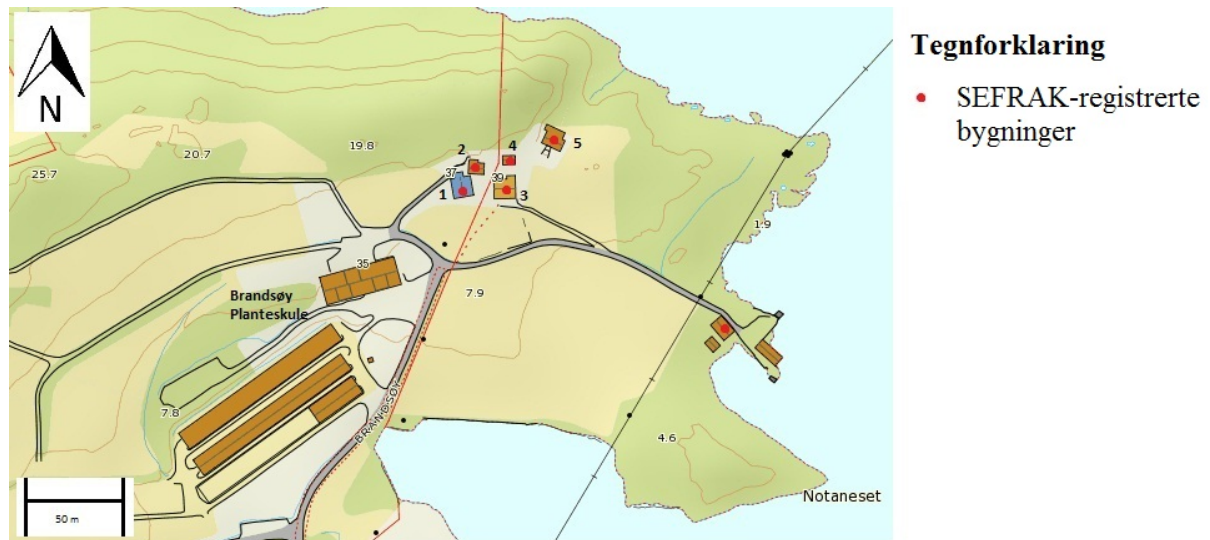 N
Tegnforklaring
SEFRAK-registrerte
bygninger
19.8
20.7
25.7
2
4
5
37
39
1
3
1.9
35
7.9
Brandsøy
Planteskule
BRANDSØY
7.8
4.6
Notaneset
50 m